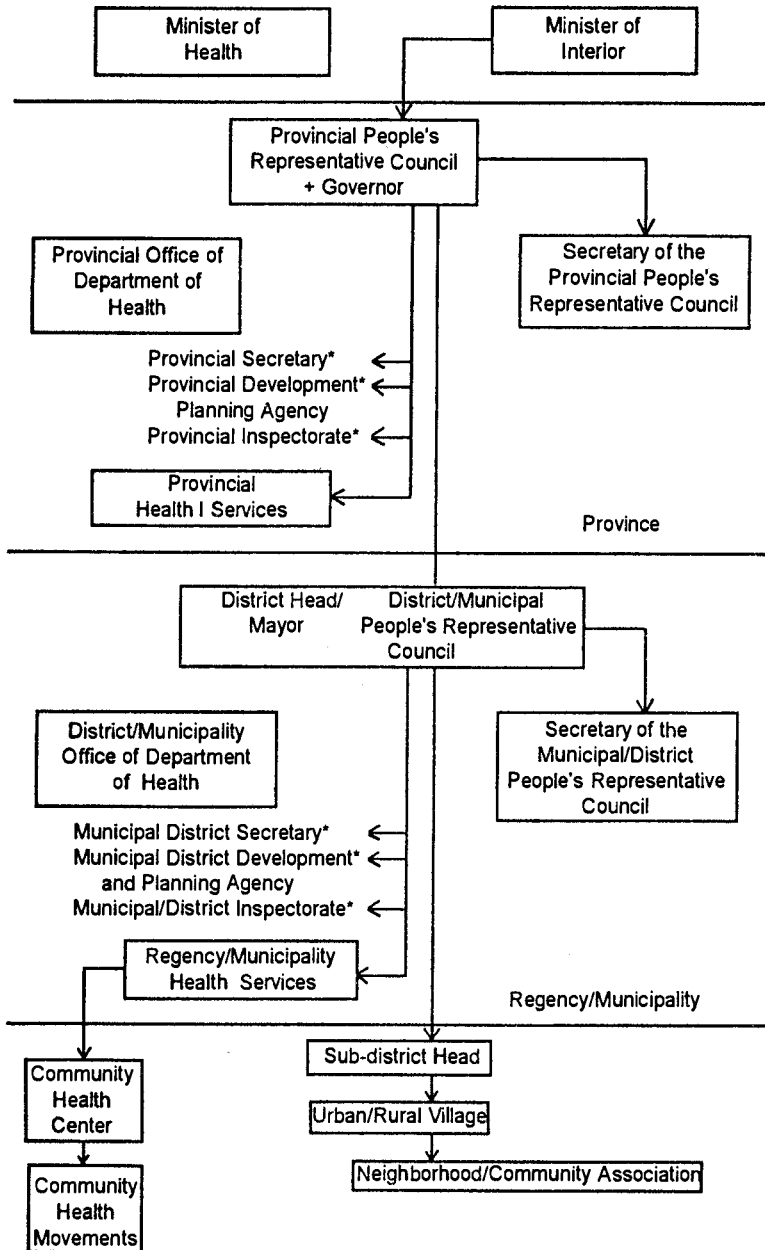 Minister of
Health
Minister of
Interior
Provincial People's
Representative Council
+ Governor
Provincial Office of
Department of
Health
Secretary of the
Provincial People's
Representative Council
Provincial Secretary*
Provincial Development*
Planning Agency
Provincial Inspectorate*
Provincial
Health I Services
Province
District Head/
Mayor
District/Municipal
People's Representative
Council
District/Municipality
Office of Department
of Health
Secretary of the
Municipal/District
People's Representative
Council
Municipal District Secretary*
Municipal District Development*
and Planning Agency
Municipal/District Inspectorate*
Regency/Municipality
Health Services
Regency/Municipality
Community
Health
Center
Sub-district Head
Urban/Rural Village
Neighborhood/Community Association
Community
Health
Movements